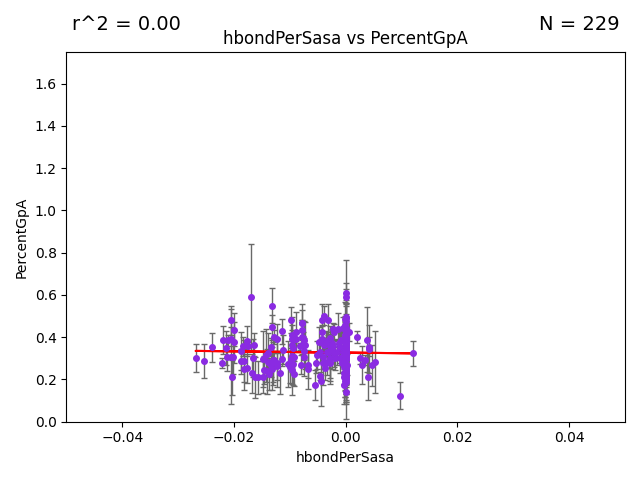 r^2 = 0.00
N = 229
hbondPerSasa vs PercentGpA
1.6
1.4
1.2
1.0
0.8
0.6
0.4
0.2
0.0
PercentGpA
−0.04 −0.02 0.00 0.02 0.04
hbondPerSasa